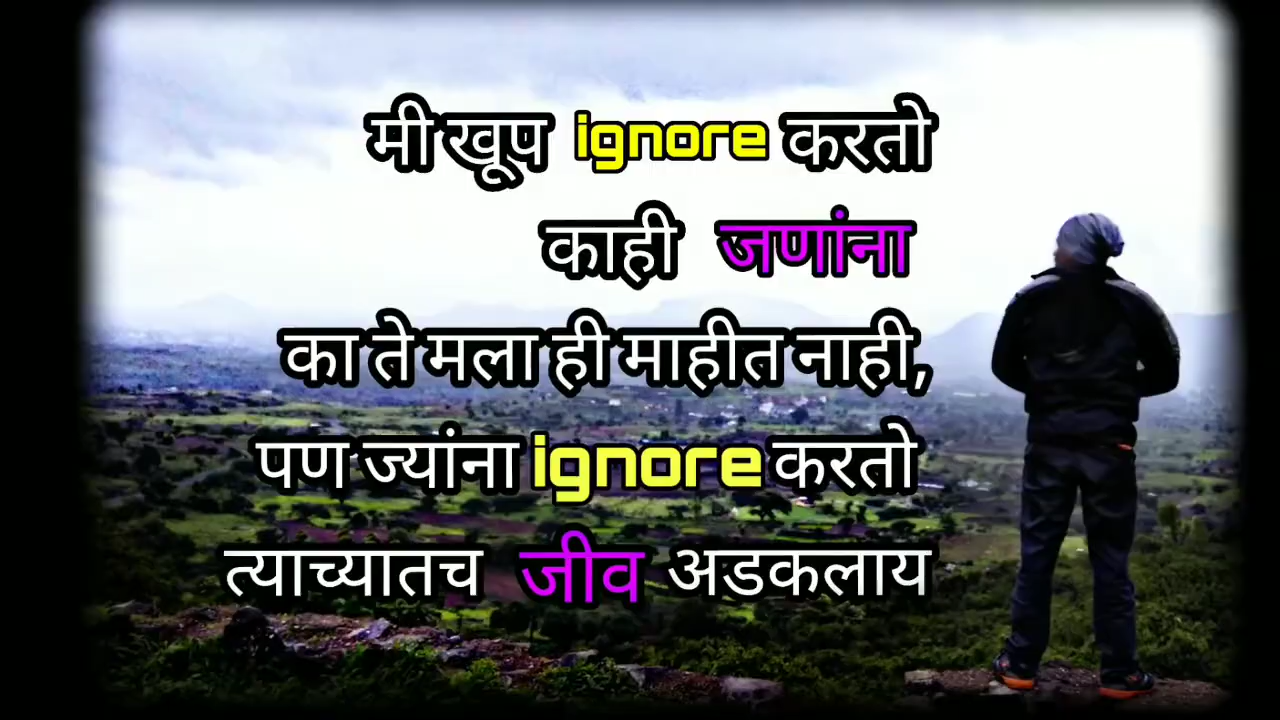 मी खूप ignore करतो
काही जणांना
का ते मला ही माहीत नाही,
पण ज्यांना ignore करतो
त्याच्यातच जीव अडकलाय